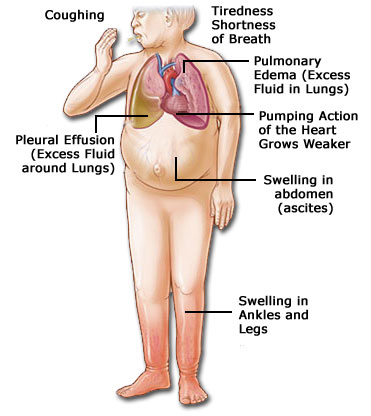 Coughing
Tiredness
Shortness
of Breath
Pulmonary
Edema (Excess
Fluid in Lungs)
Pleural Effusion
(Excess Fluid
around Lungs)
Pumping Action
of the Heart
Grows Weaker
Swelling in
abdomen
(ascites)
Swelling in
Ankles and
Legs